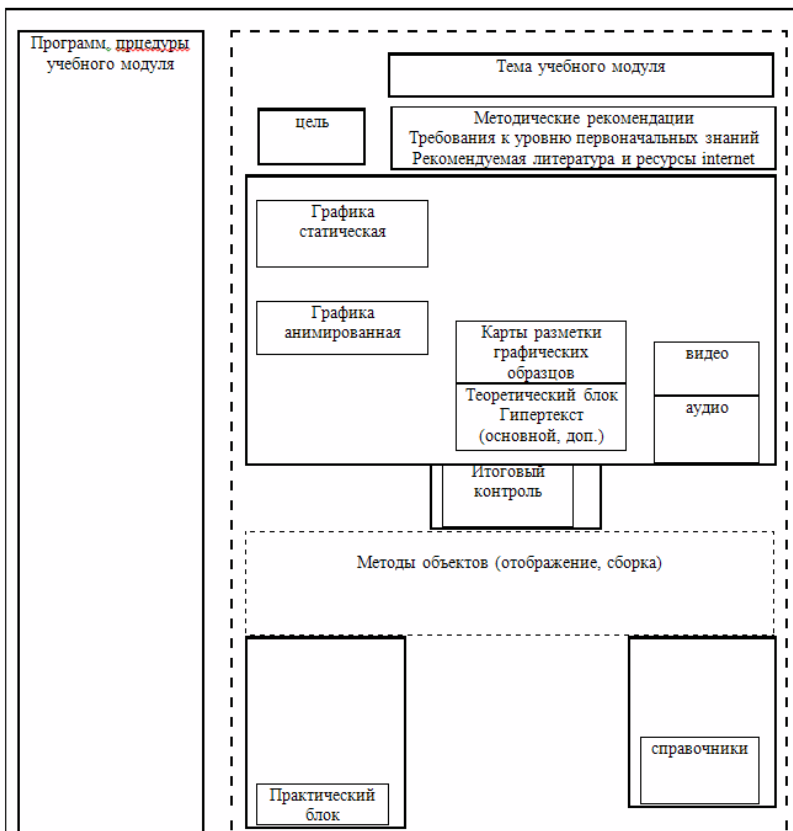 Программ, прцедуры
учебного модуля
Тема учебного модуля
цель
Методические рекомендации
Требования к уровню первоначальных знаний
Рекомендуемая литература и ресурсы internet
Графика
статическая
Графика
анимированная
Карты разметки
графических
образцов
Теоретический блок
Гипертекст
(основной, доп.)
видео
аудио
Итоговый
контроль
Методы объектов (отображение, сборка)
Практический
блок
справочники